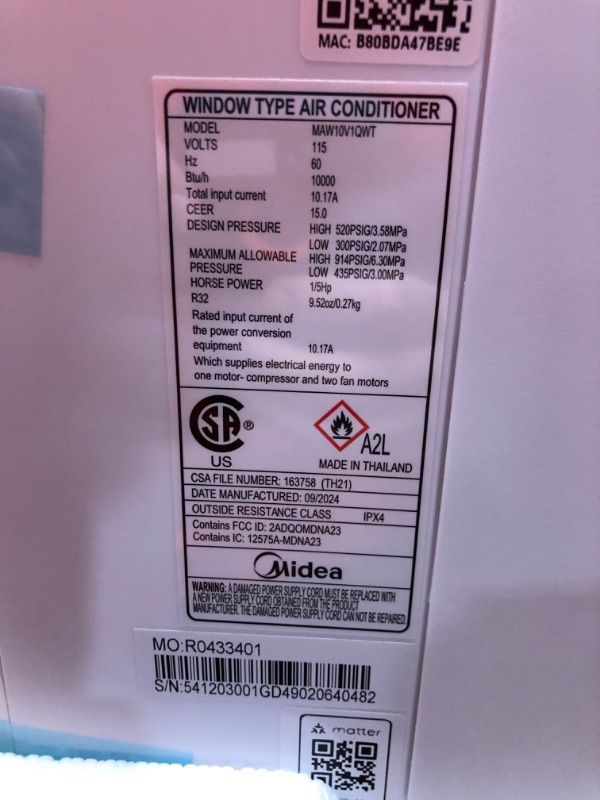 MAC: B80BDA47BE9E
WINDOW TYPE AIR CONDITIONER
MODEL MAW10V1QWT
VOLTS 115
Hz 60
Btu/h 10000
Total input current 10.17A
CEER 15.0
DESIGN PRESSURE HIGH 520PSIG/3.58MPa
LOW 300PSIG/2.07MPa
MAXIMUM ALLOWABLE HIGH 914PSIG/6.30MPa
PRESSURE LOW 435PSIG/3.00MPa
HORSE POWER 1/5Hp
R32 9.52oz/0.27kg
Rated input current of
the power conversion
equipment 10.17A
Which supplies electrical energy to
one motor- compressor and two fan motors
SA ®
US
A2L
MADE IN THAILAND
CSA FILE NUMBER: 163758 (TH21)
DATE MANUFACTURED: 09/2024
OUTSIDE RESISTANCE CLASS IPX4
Contains FCC ID: 2ADQOMDNA23
Contains IC: 12575A-MDNA23
Midea
WARNING: A DAMAGED POWER SUPPLY CORD MUST BE REPLACED WITH
A NEW POWER SUPPLY CORD OBTAINED FROM THE PRODUCT
MANUFACTURER. THE DAMAGED POWER SUPPLY CORD CAN NOT BE REPAIRED
MO:R0433401
S/N:541203001GD49020640482
matter